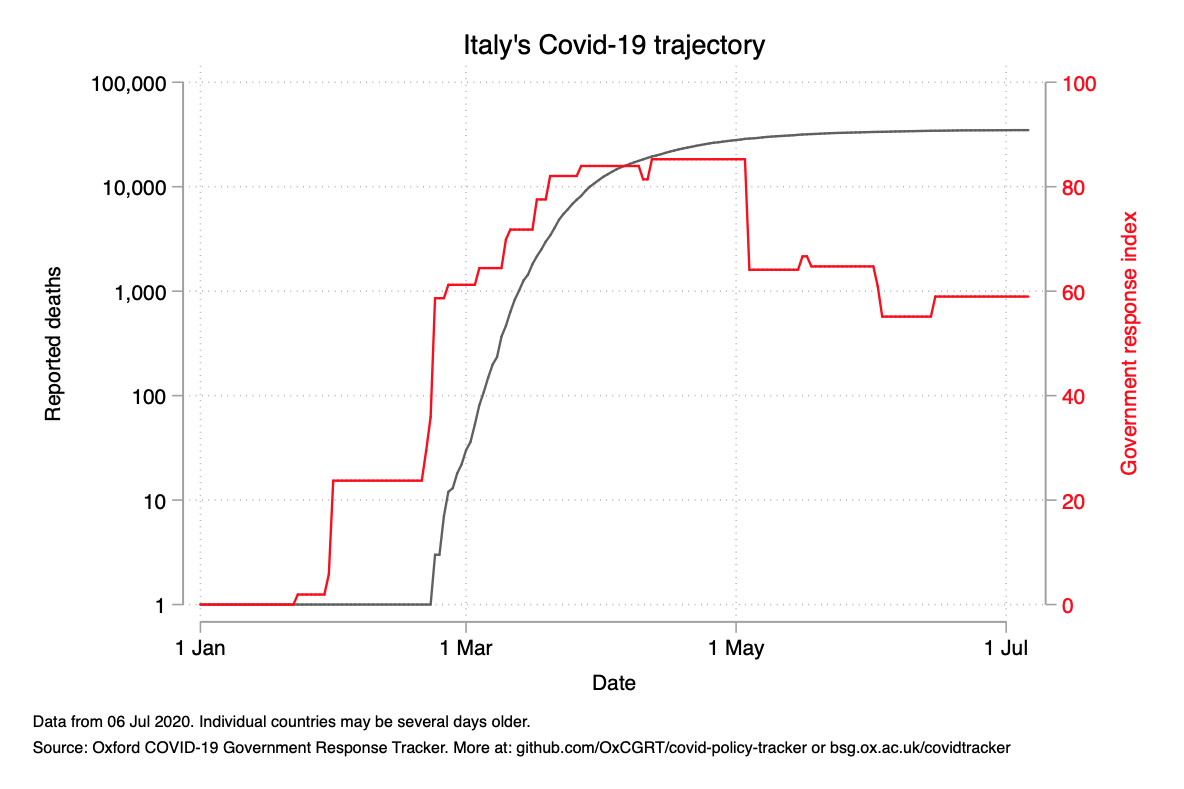 Italy's Covid-19 trajectory
100,000
10,000
1,000
100
10
1
Reported deaths
100
80
60
40
20
0
Government response index
1 Jan
1 Mar
1 May
1 Jul
Date
Data from 06 Jul 2020. Individual countries may be several days older.
Source: Oxford COVID-19 Government Response Tracker. More at: github.com/OxCGRT/covid-policy-tracker or bsg.ox.ac.uk/covidtracker